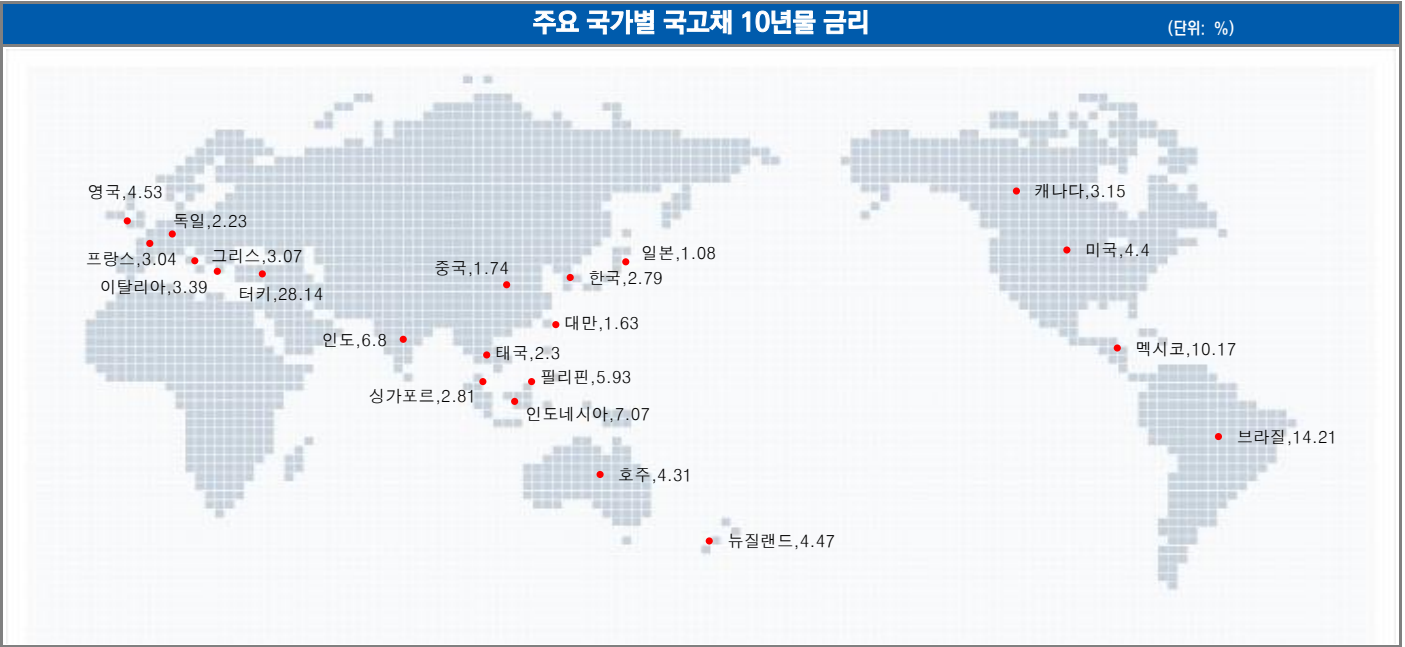 주요 국가별 국고채 10년물 금리
(단위: %)
영국,4.53
캐나다,3.15
독일,2.23
미국,4.4
일본,1.08
그리스,3.07
프랑스,3.04
중국,1.74
한국,2.79
이탈리아,3.39
터키,28.14
대만,1.63
인도,6.8
멕시코,10.17
태국,2.3
필리핀,5.93
싱가포르,2.81
인도네시아,7.07
브라질,14.21
호주,4.31
뉴질랜드,4.47